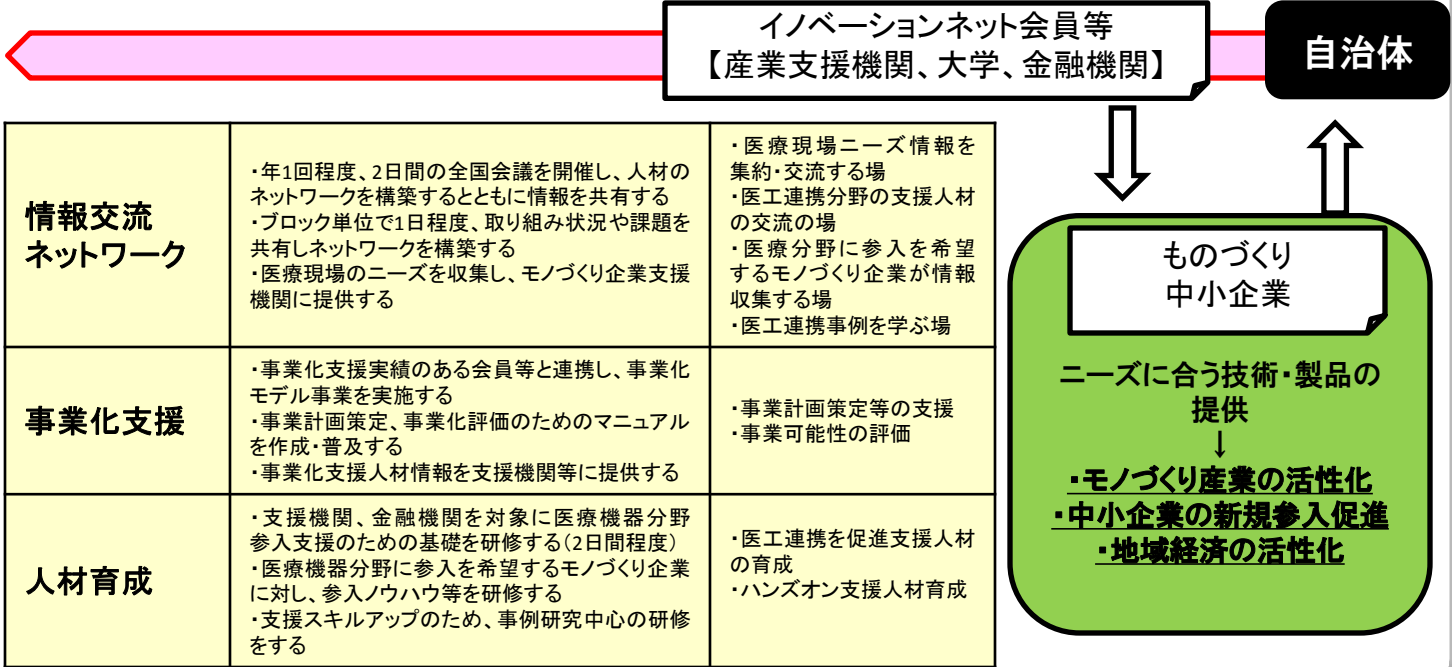 イノベーションネット会員等
【産業支援機関、大学、金融機関】
自治体
情報交流
ネットワーク
・年1回程度、2日間の全国会議を開催し、人材の
ネットワークを構築するとともに情報を共有する
・ブロック単位で1日程度、取り組み状況や課題を
共有しネットワークを構築する
・医療現場のニーズを収集し、モノづくり企業支援
機関に提供する
・医療現場ニーズ情報を
集約・交流する場
・医工連携分野の支援人材
の交流の場
・医療分野に参入を希望
するモノづくり企業が情報
収集する場
・医工連携事例を学ぶ場
事業化支援
・事業化支援実績のある会員等と連携し、事業化
モデル事業を実施する
・事業計画策定、事業化評価のためのマニュアル
を作成・普及する
・事業化支援人材情報を支援機関等に提供する
・事業計画策定等の支援
・事業可能性の評価
人材育成
・支援機関、金融機関を対象に医療機器分野
参入支援のための基礎を研修する(2日間程度)
・医療機器分野に参入を希望するモノづくり企業
に対し、参入ノウハウ等を研修する
・支援スキルアップのため、事例研究中心の研修
をする
・医工連携を促進支援人材
の育成
・ハンズオン支援人材育成
ものづくり
中小企業
ニーズに合う技術・製品の
提供
↓
・モノづくり産業の活性化
・中小企業の新規参入促進
・地域経済の活性化